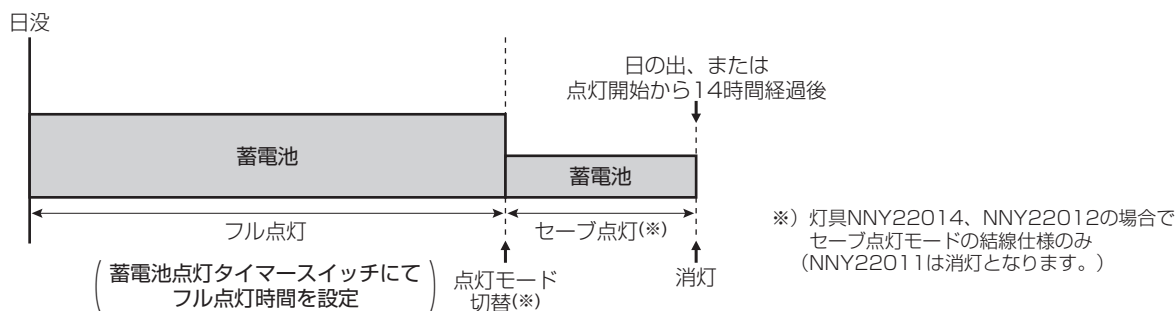 日没
日の出、または
点灯開始から14時間経過後
蓄電池
蓄電池
フル点灯
セーブ点灯(※)
(蓄電池点灯タイマースイッチにて
フル点灯時間を設定)
点灯モード
切替(※)
消灯
※)灯具NNY22014、NNY22012の場合で
セーブ点灯モードの結線仕様のみ
(NNY22011は消灯となります。)